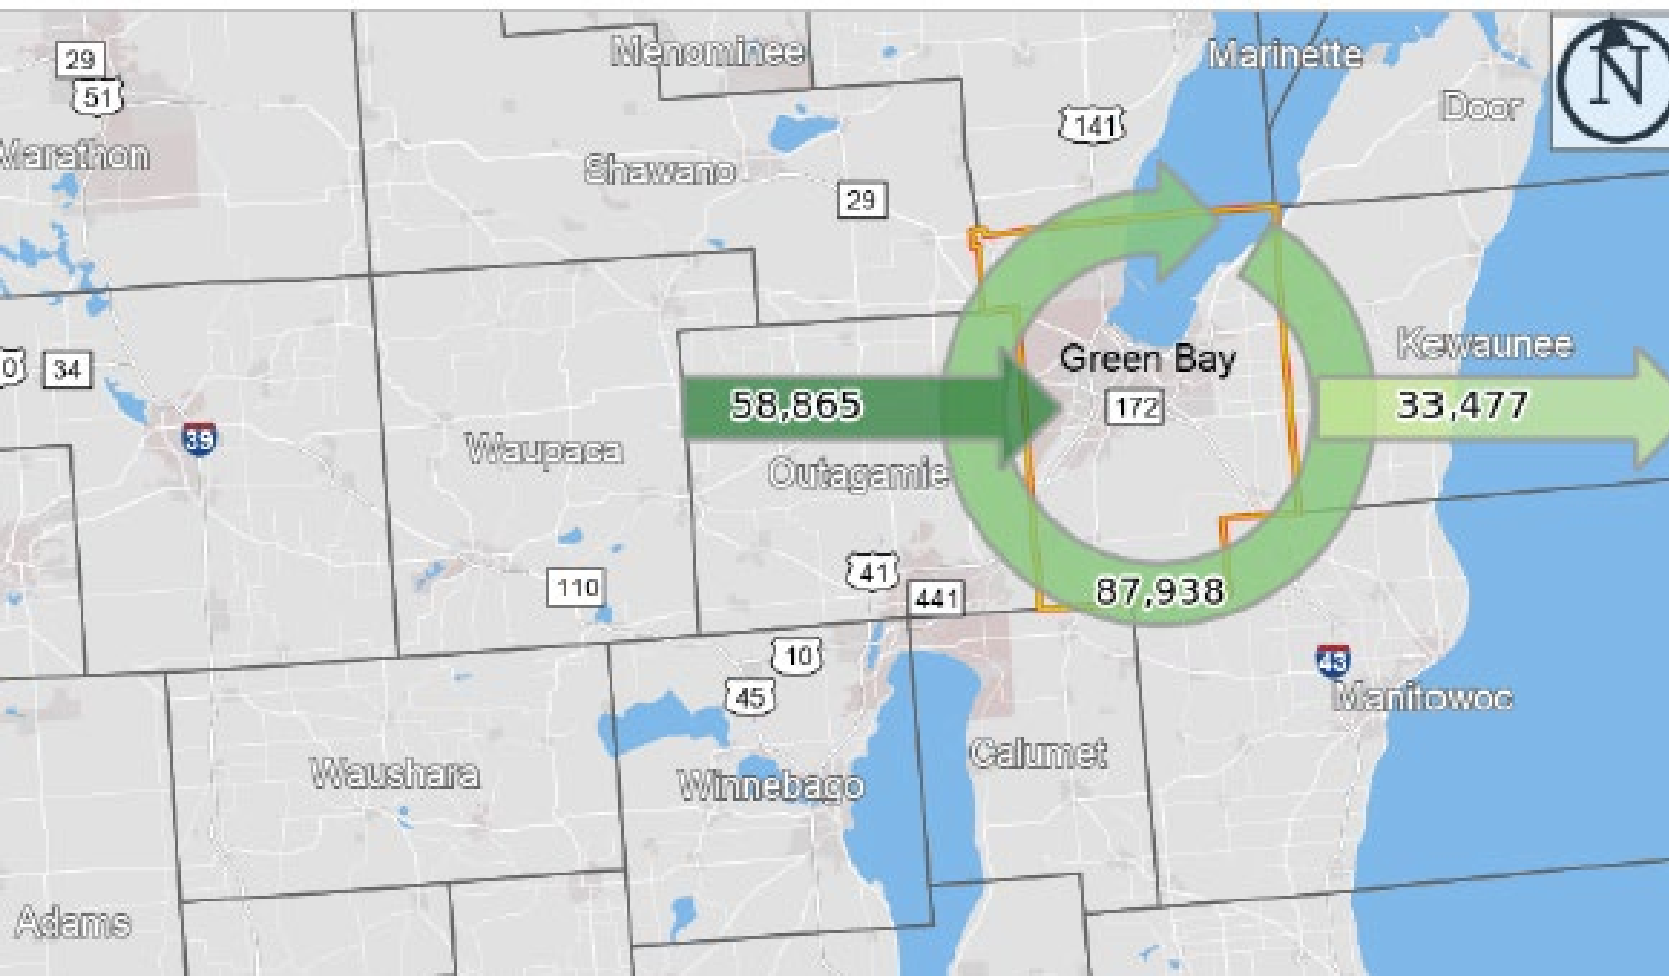 Menominee
Marinette
N
29
51
141
Door
Marathon
Shawano
29
Green Bay
Kewaunee
34
0
172
58,865
33,477
39
Waupaca
Outagamie
41
110
441
87,938
10
43
45
Manitowoc
Calumet
Waushara
Winnebago
Adams